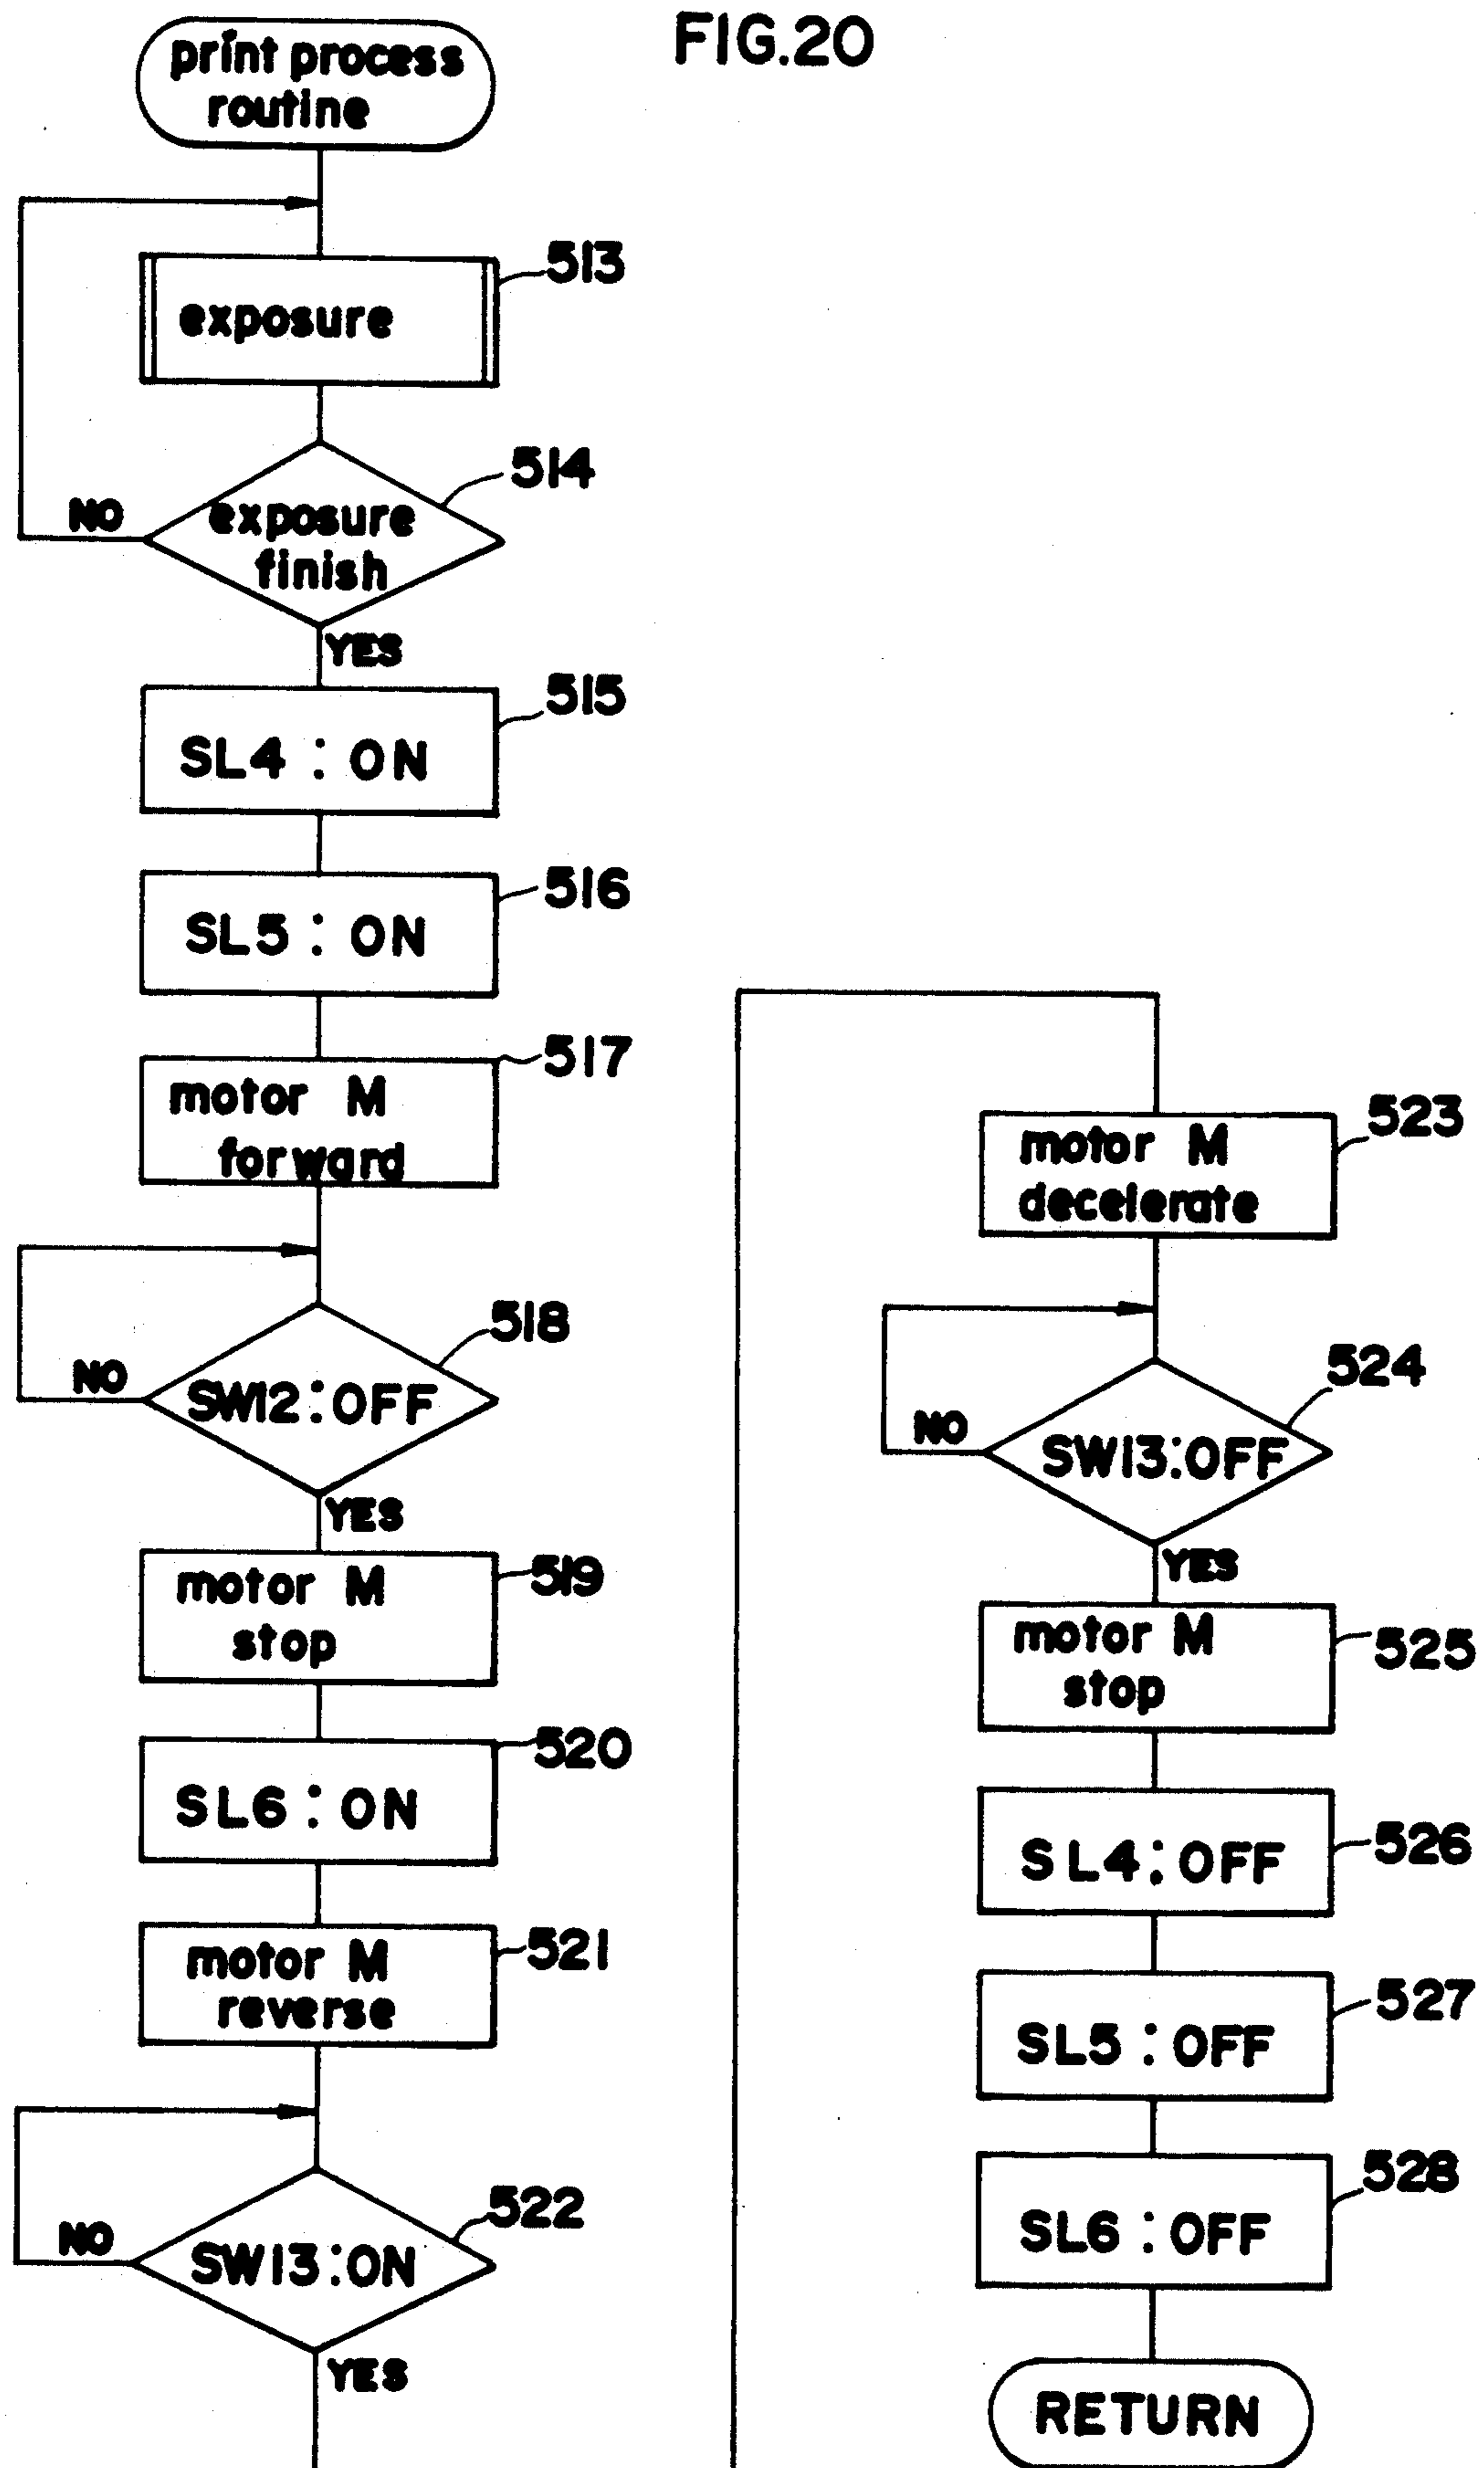 FIG.20
print process
routine
513
exposure
514
NO
exposure
finish
YES
515
SL4 : ON
516
SL5 : ON
517
motor M
forward
518
NO
SW12:OFF
YES
519
motor M
stop
520
SL6 : ON
521
motor M
reverse
522
NO
SW13:ON
YES
523
motor M
decelerate
524
NO
SW13:OFF
YES
525
motor M
stop
526
SL4:OFF
527
SL5 : OFF
528
SL6 : OFF
RETURN